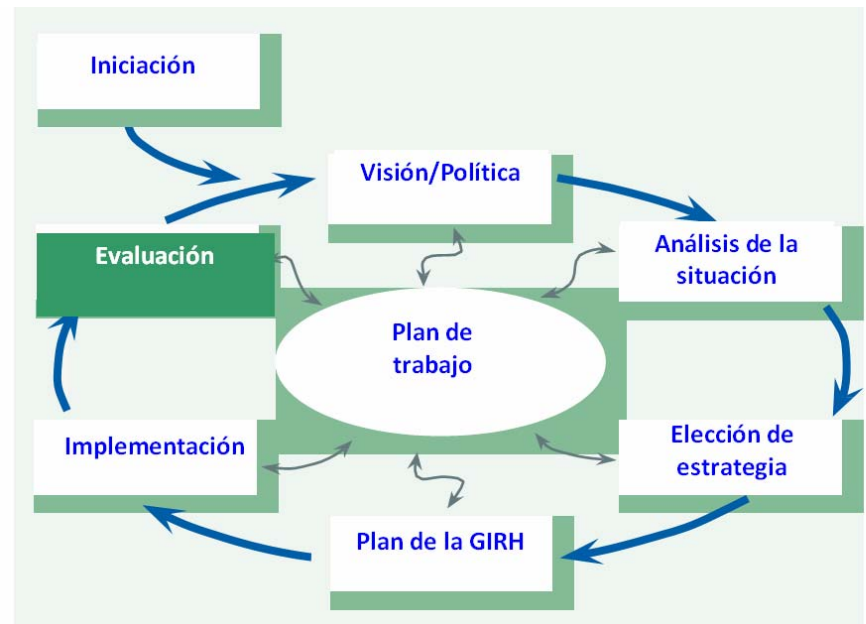 Iniciación
Visión/Política
Evaluación
Análisis de la
situación
Plan de
trabajo
Implementación
Elección de
estrategia
Plan de la GIRH